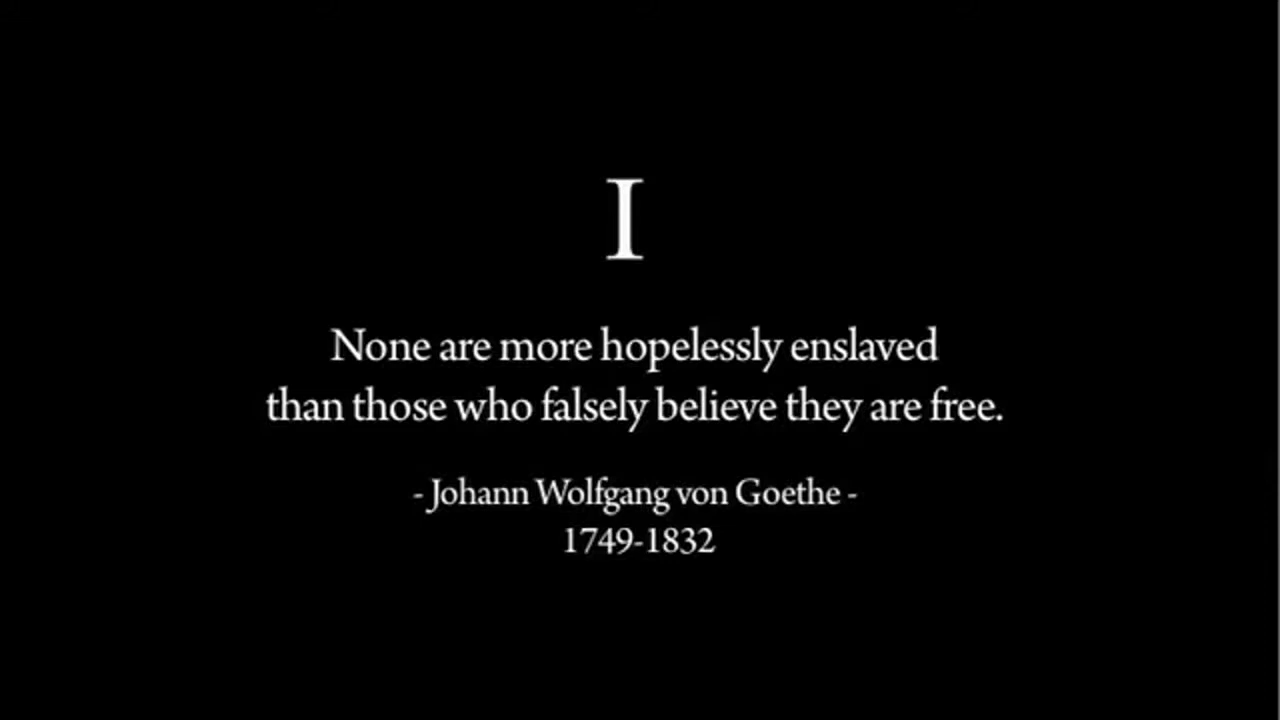 I
None are more hopelessly enslaved
than those who falsely believe they are free.
- Johann Wolfgang von Goethe -
1749-1832